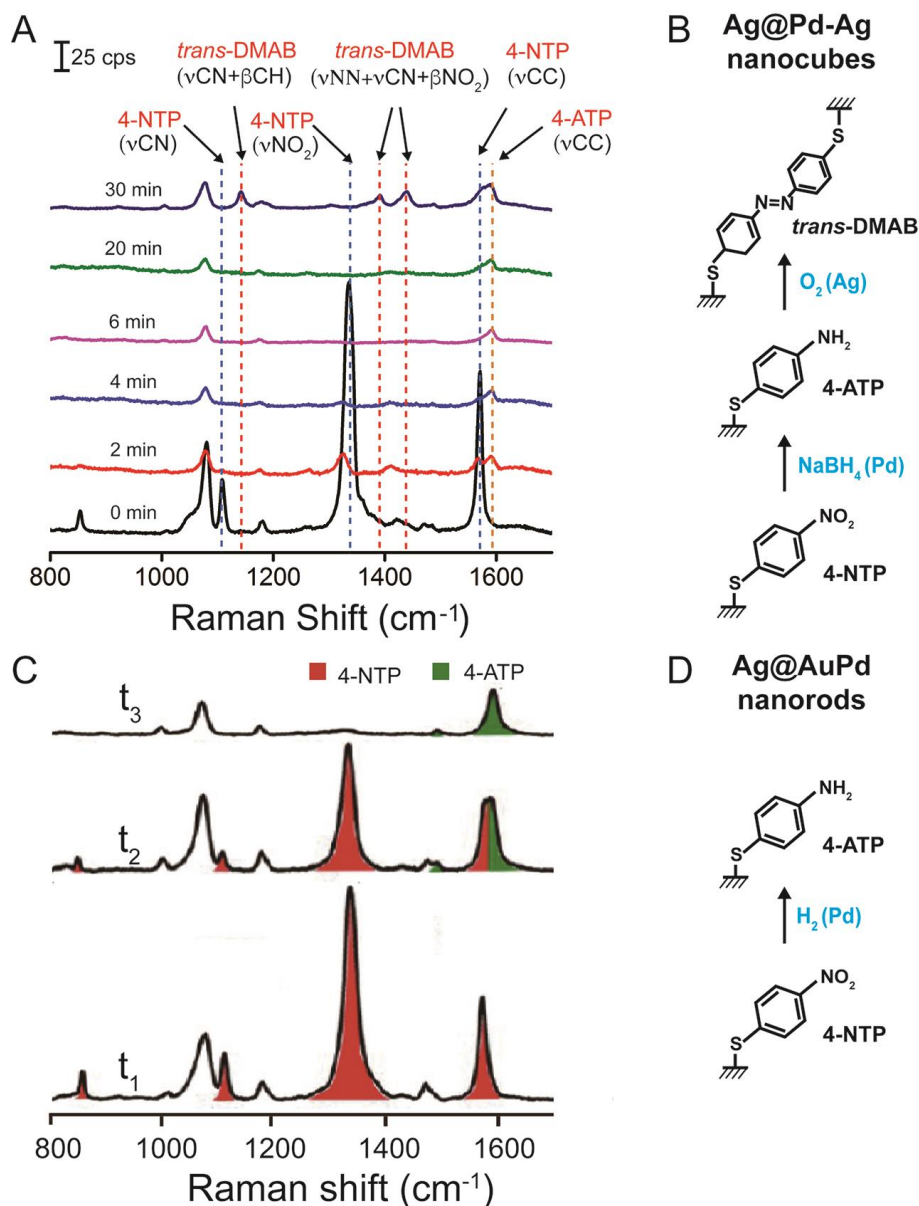 A
25 cps
trans-DMAB
(νCN+βCH)
trans-DMAB
(νNN+νCN+βNO₂)
4-NTP
(νCC)
4-NTP
(νCN)
4-NTP
(νNO₂)
4-ATP
(νCC)
30 min
20 min
6 min
4 min
2 min
0 min
800 1000 1200 1400 1600
Raman Shift (cm⁻¹)
B
Ag@Pd-Ag
nanocubes
S
N=N
trans-DMAB
S
O₂ (Ag)
NH₂
4-ATP
S
NaBH₄ (Pd)
NO₂
4-NTP
S
C
4-NTP 4-ATP
t₃
t₂
t₁
800 1000 1200 1400 1600
Raman shift (cm⁻¹)
D
Ag@AuPd
nanorods
NH₂
4-ATP
S
H₂ (Pd)
NO₂
4-NTP
S